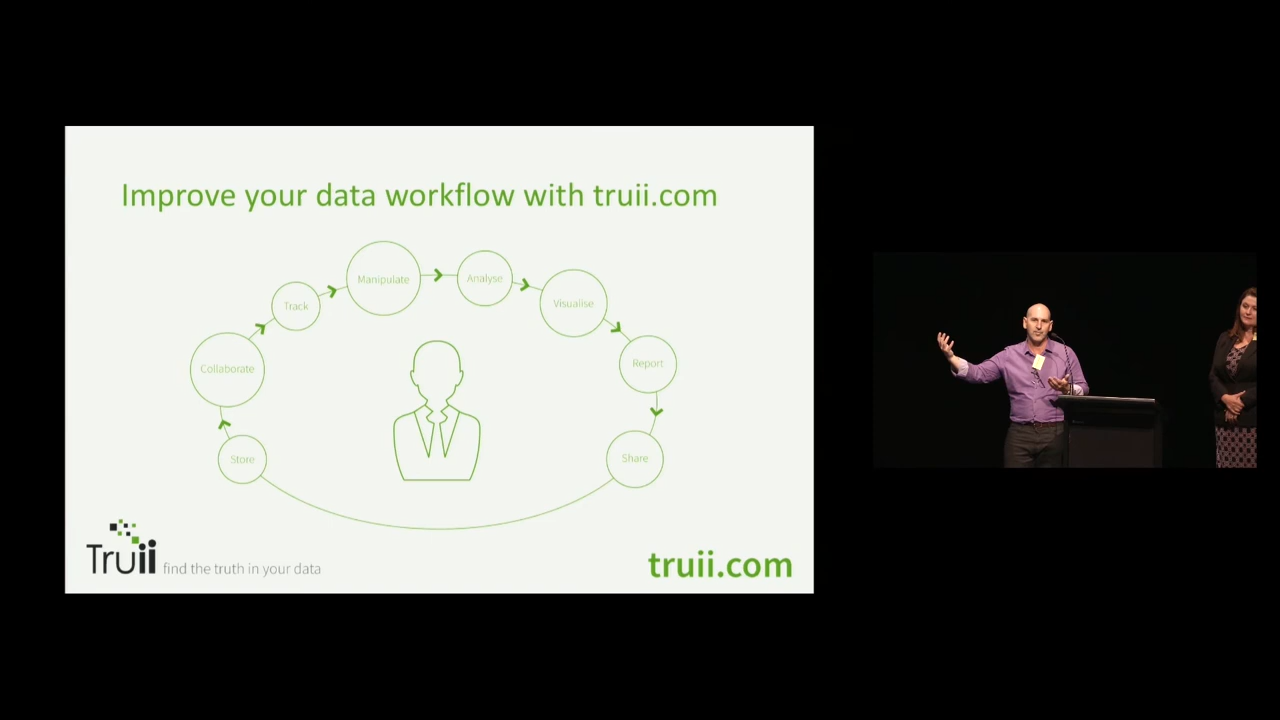 Improve your data workflow with truii.com
Manipulate
Analyse
Track
Visualise
Collaborate
Report
Store
Share
Truii find the truth in your data
truii.com